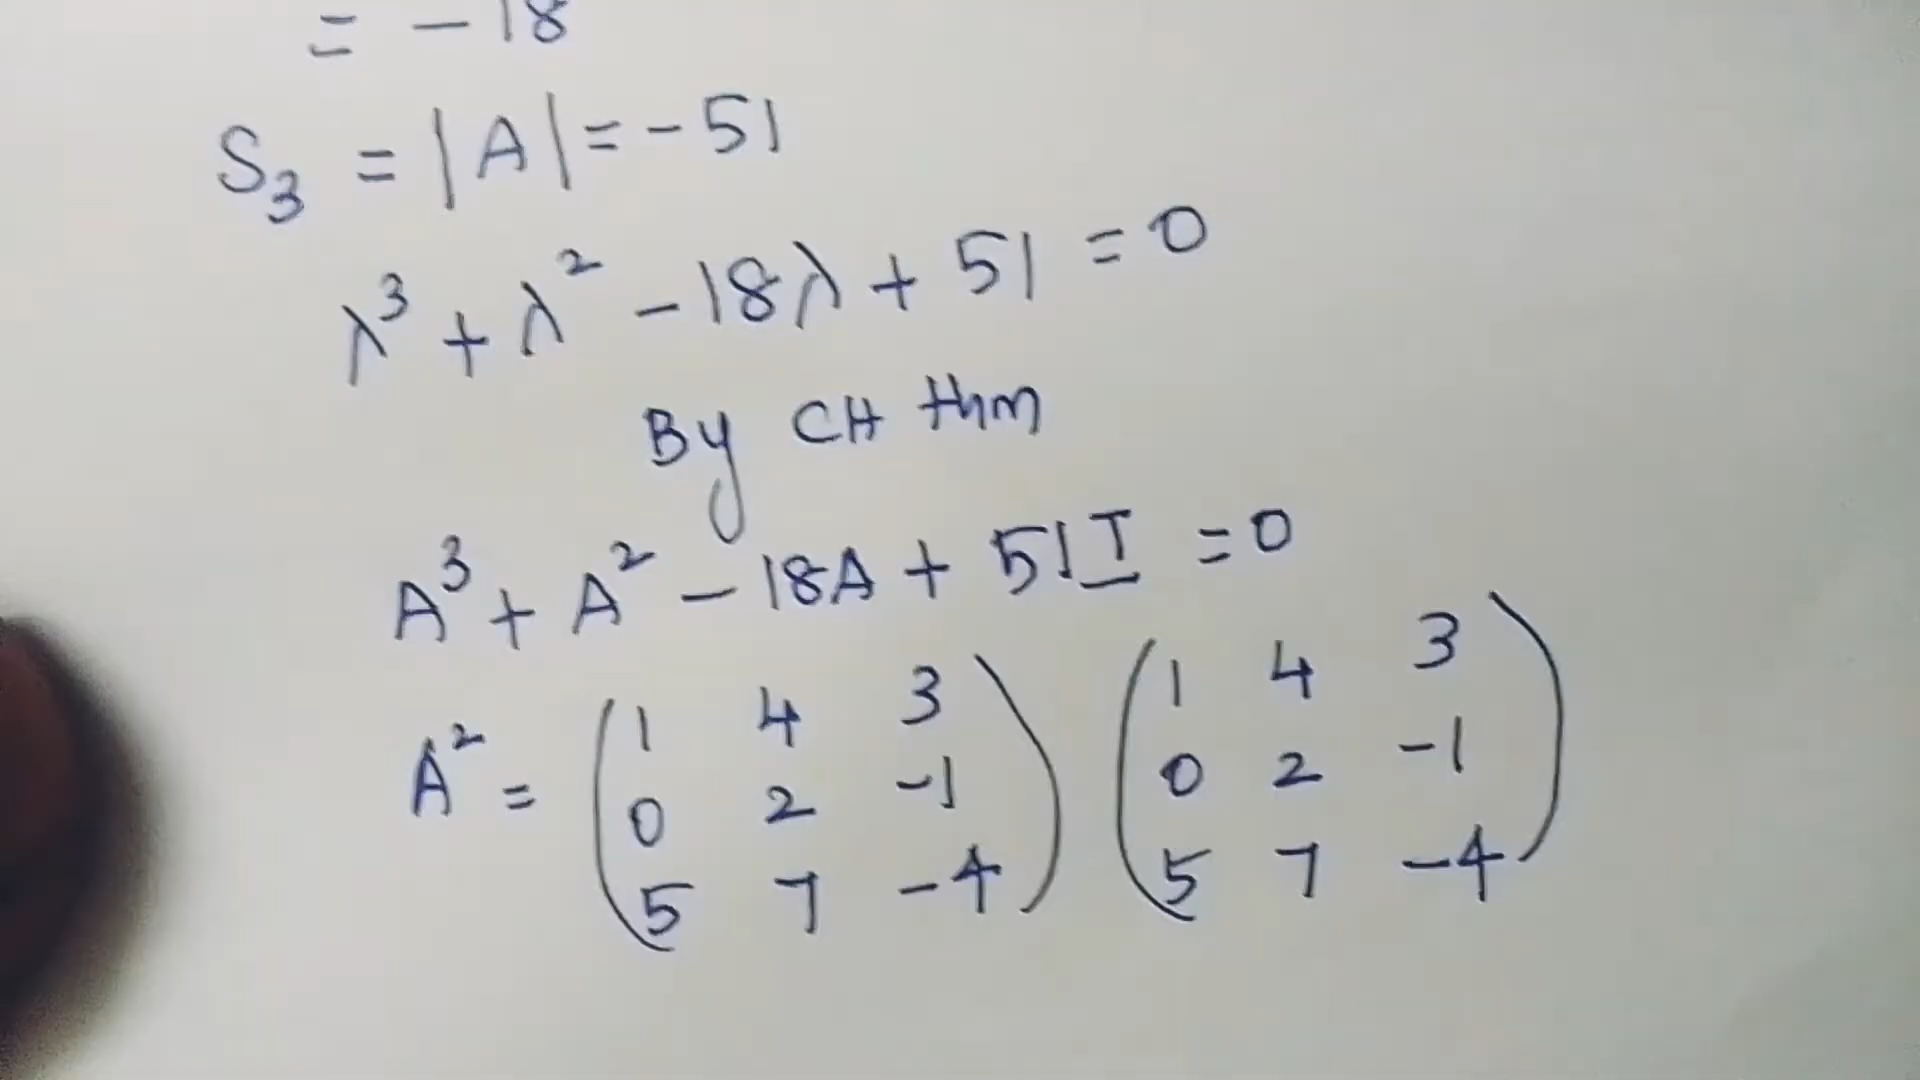 = -18
S₃ = |A| = -51
λ³ + λ² - 18λ + 51 = 0
By CH thm
A³ + A² - 18A + 51I = 0
A² = (1 4 3) (1 4 3)
(0 2 -1) (0 2 -1)
(5 7 -4) (5 7 -4)